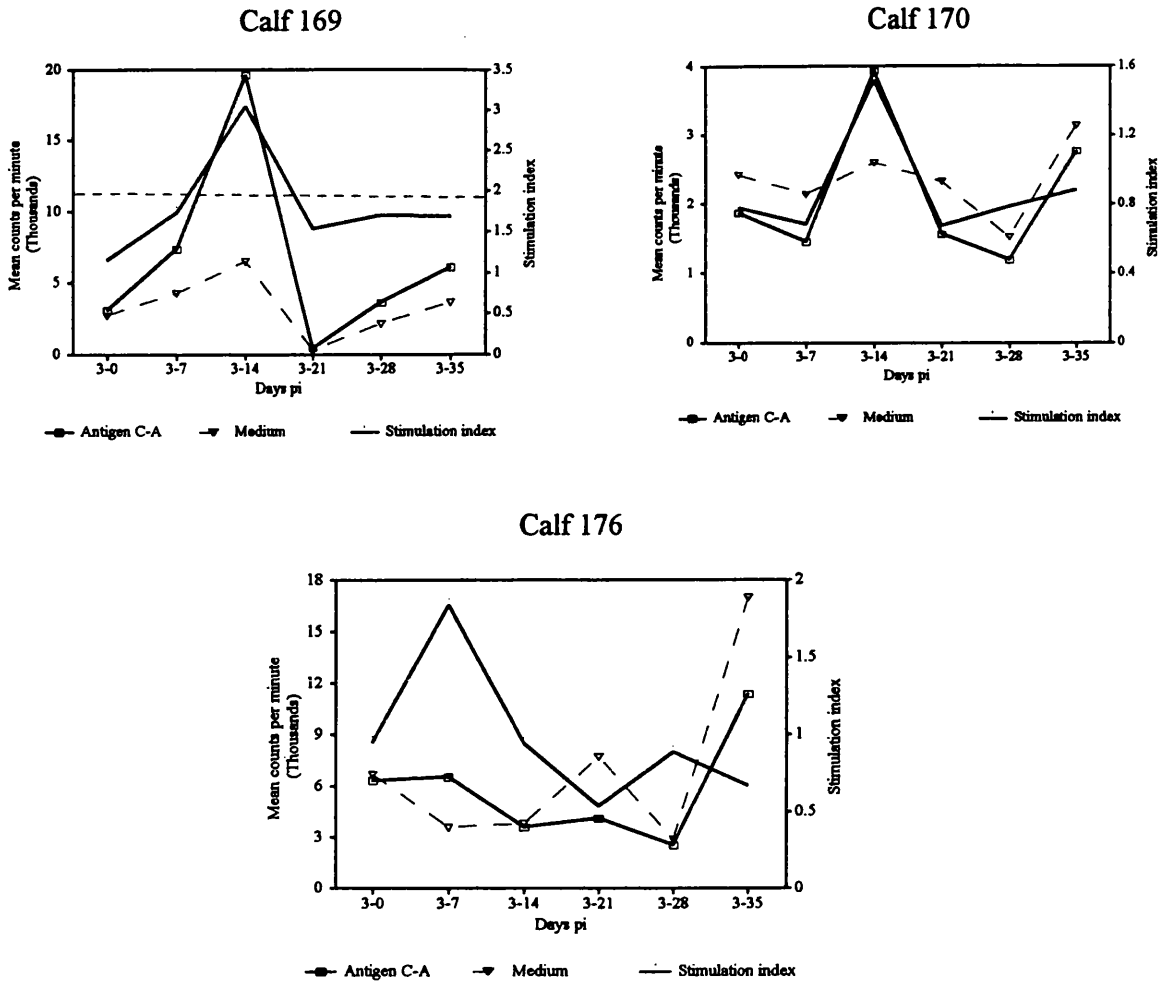 Calf 169
Mean counts per minute
(Thousands)
20
15
10
5
0
3.5
3
2.5
2
1.5
1
0.5
0
Stimulation index
3-0 3-7 3-14 3-21 3-28 3-35
Days pi
Antigen C-A Medium Stimulation index
Calf 170
Mean counts per minute
(Thousands)
4
3
2
1
0
1.6
1.2
0.8
0.4
0
Stimulation index
3-0 3-7 3-14 3-21 3-28 3-35
Days pi
Antigen C-A Medium Stimulation index
Calf 176
Mean counts per minute
(Thousands)
18
15
12
9
6
3
0
2
1.5
1
0.5
0
Stimulation index
3-0 3-7 3-14 3-21 3-28 3-35
Days pi
Antigen C-A Medium Stimulation index